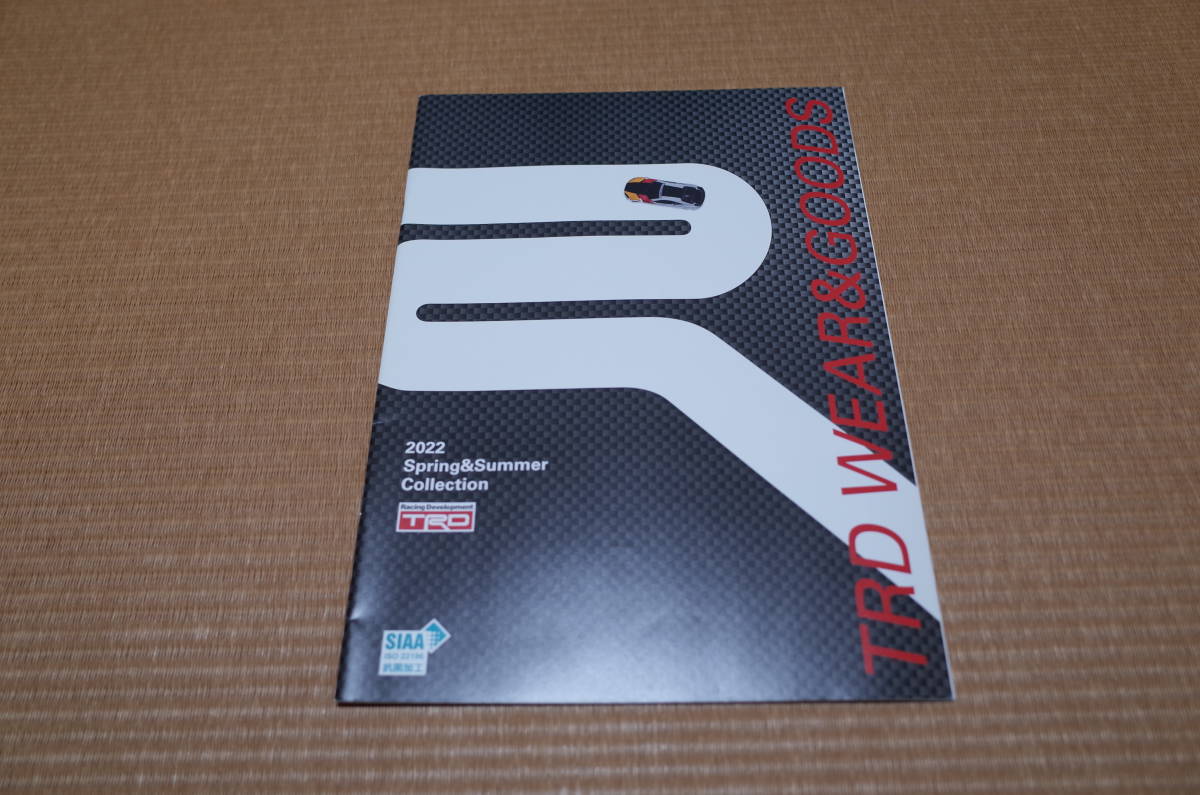 TRD WEAR&GOODS
2022
Spring&Summer
Collection
Racing Development
TRD
SIAA
ISO 22196
抗菌加工